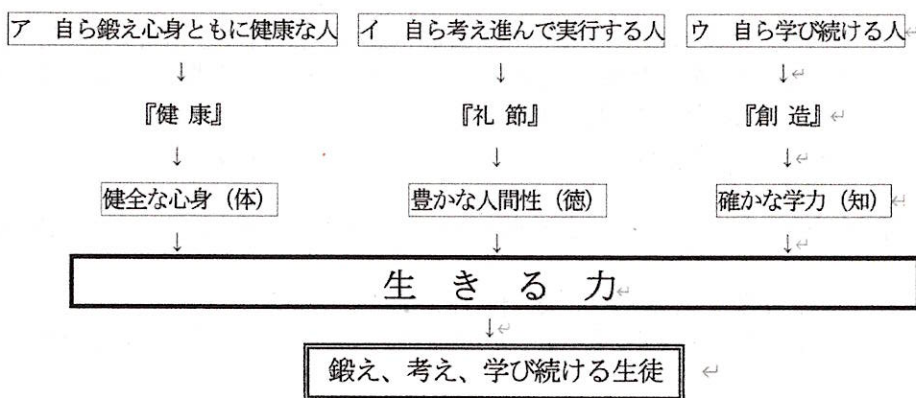 ア 自ら鍛え心身ともに健康な人 イ 自ら考え進んで実行する人 ウ 自ら学び続ける人↵
↓ ↓ ↓↵
『健 康』 『礼 節』 『創 造』↵
↓ ↓ ↓↵
健全な心身（体） 豊かな人間性（徳） 確かな学力（知）↵
↓ ↓ ↓↵
生 き る 力↵
↓↵
鍛え、考え、学び続ける生徒 ↵